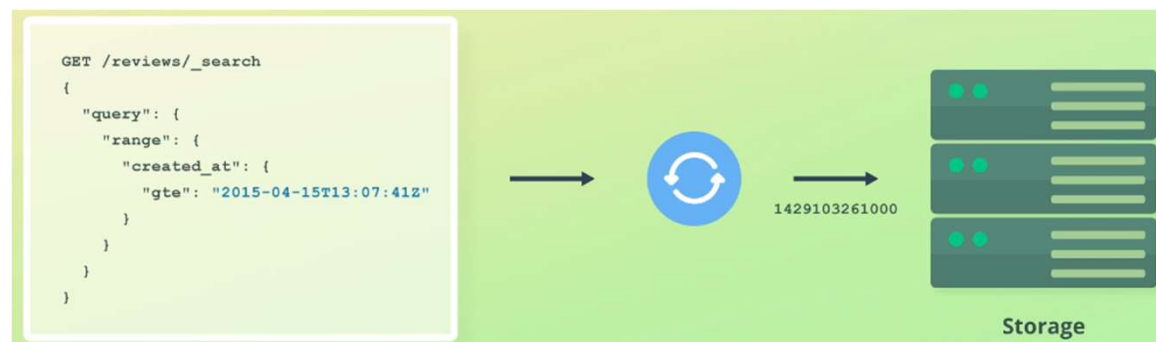 GET /reviews/_search
{
"query": {
"range": {
"created_at": {
"gte": "2015-04-15T13:07:41Z"
}
}
}
}
1429103261000
Storage